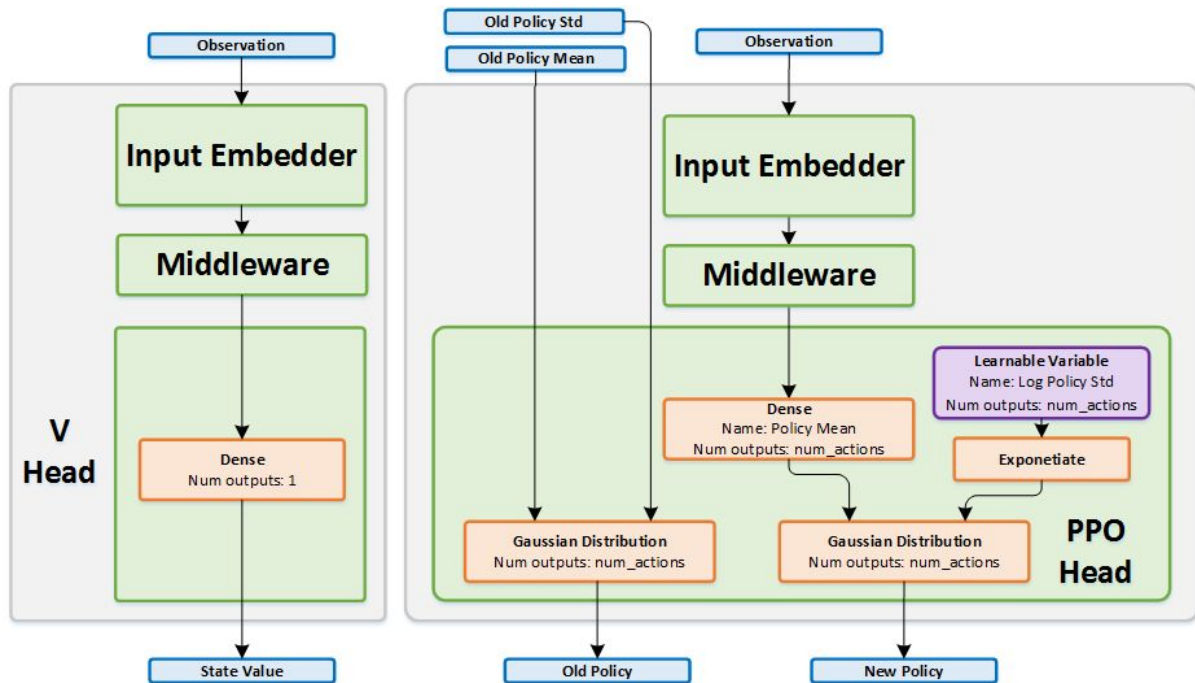 Observation
Input Embedder
Middleware
V
Head
Dense
Num outputs: 1
State Value
Old Policy Std
Old Policy Mean
Observation
Input Embedder
Middleware
Learnable Variable
Name: Log Policy Std
Num outputs: num_actions
Dense
Name: Policy Mean
Num outputs: num_actions
Exponetiate
Gaussian Distribution
Num outputs: num_actions
Gaussian Distribution
Num outputs: num_actions
PPO
Head
Old Policy
New Policy